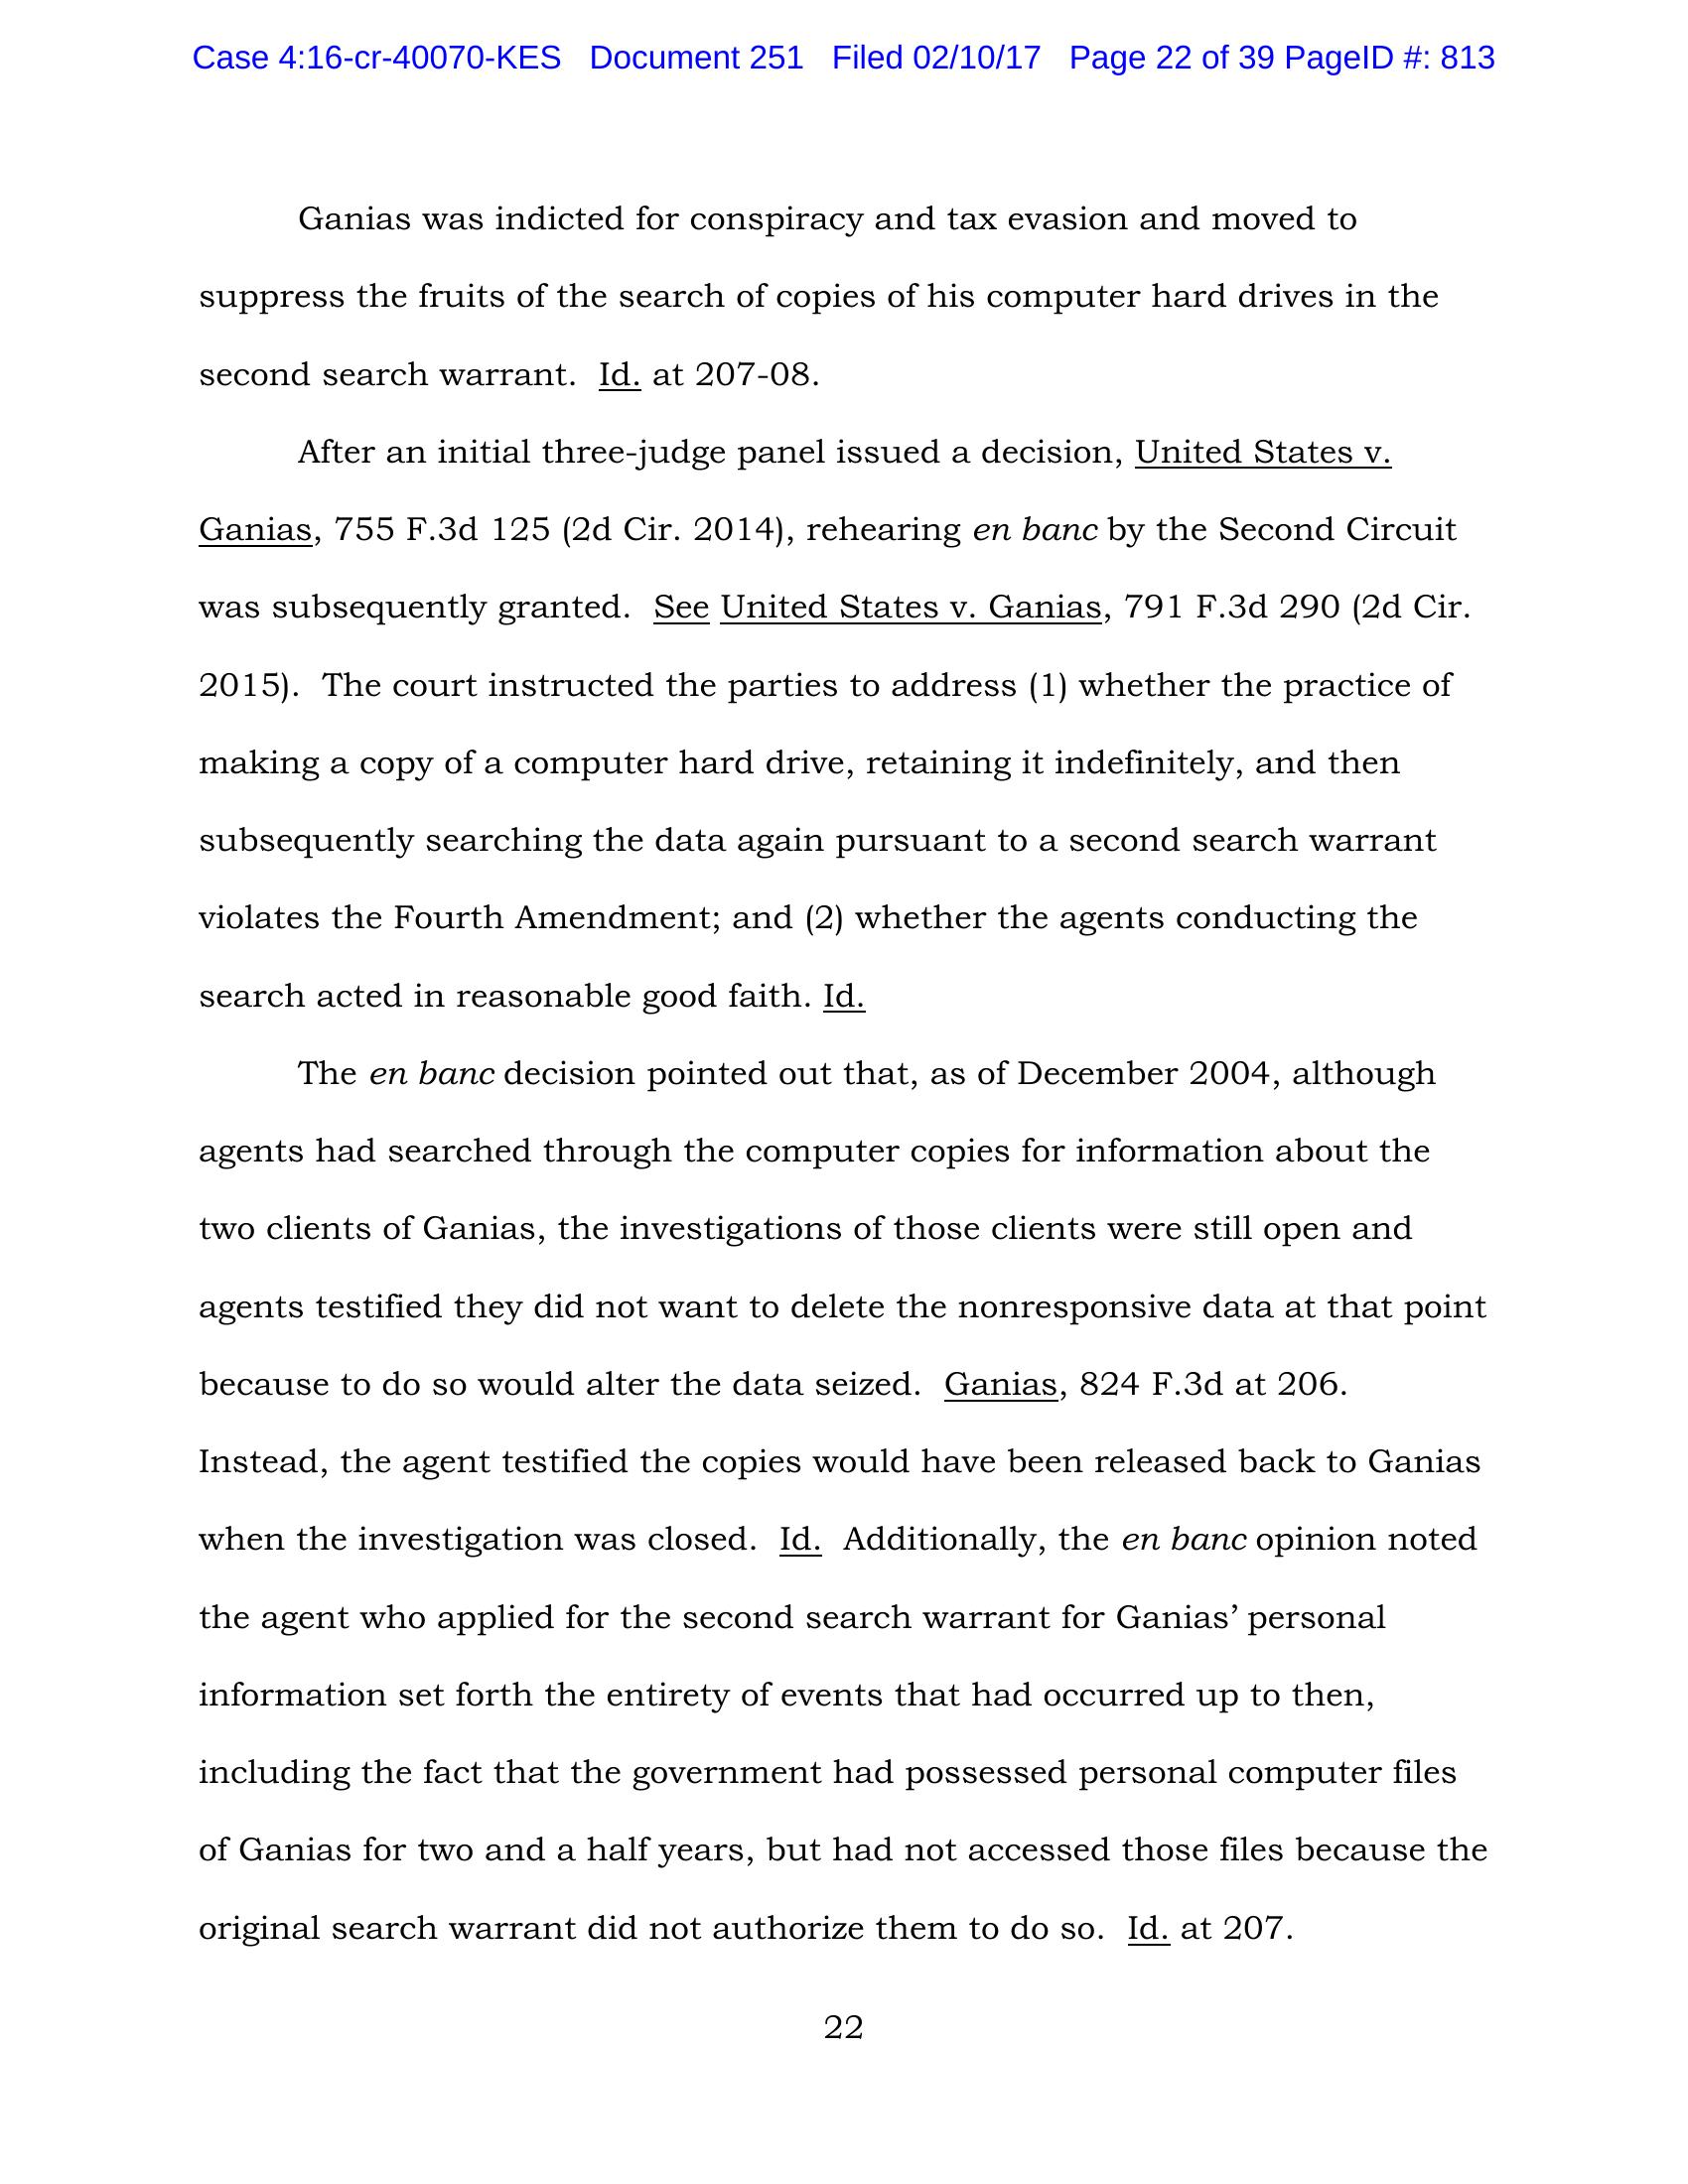 Case 4:16-cr-40070-KES Document 251 Filed 02/10/17 Page 22 of 39 PageID #: 813
Ganias was indicted for conspiracy and tax evasion and moved to
suppress the fruits of the search of copies of his computer hard drives in the
second search warrant. Id. at 207-08.
After an initial three-judge panel issued a decision, United States v.
Ganias, 755 F.3d 125 (2d Cir. 2014), rehearing en banc by the Second Circuit
was subsequently granted. See United States v. Ganias, 791 F.3d 290 (2d Cir.
2015). The court instructed the parties to address (1) whether the practice of
making a copy of a computer hard drive, retaining it indefinitely, and then
subsequently searching the data again pursuant to a second search warrant
violates the Fourth Amendment; and (2) whether the agents conducting the
search acted in reasonable good faith. Id.
The en banc decision pointed out that, as of December 2004, although
agents had searched through the computer copies for information about the
two clients of Ganias, the investigations of those clients were still open and
agents testified they did not want to delete the nonresponsive data at that point
because to do so would alter the data seized. Ganias, 824 F.3d at 206.
Instead, the agent testified the copies would have been released back to Ganias
when the investigation was closed. Id. Additionally, the en banc opinion noted
the agent who applied for the second search warrant for Ganias’ personal
information set forth the entirety of events that had occurred up to then,
including the fact that the government had possessed personal computer files
of Ganias for two and a half years, but had not accessed those files because the
original search warrant did not authorize them to do so. Id. at 207.
22